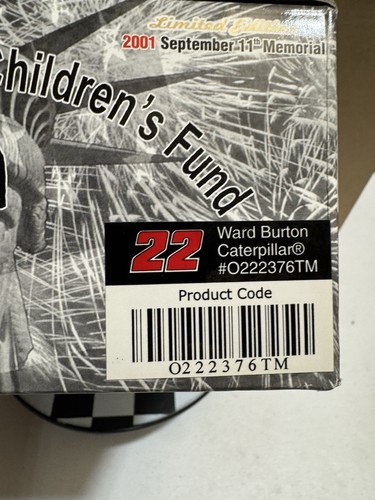 Limited Edition
2001 September 11th Memorial
Children's Fund
22
Ward Burton
Caterpillar®
#O222376TM
Product Code
O222376TM